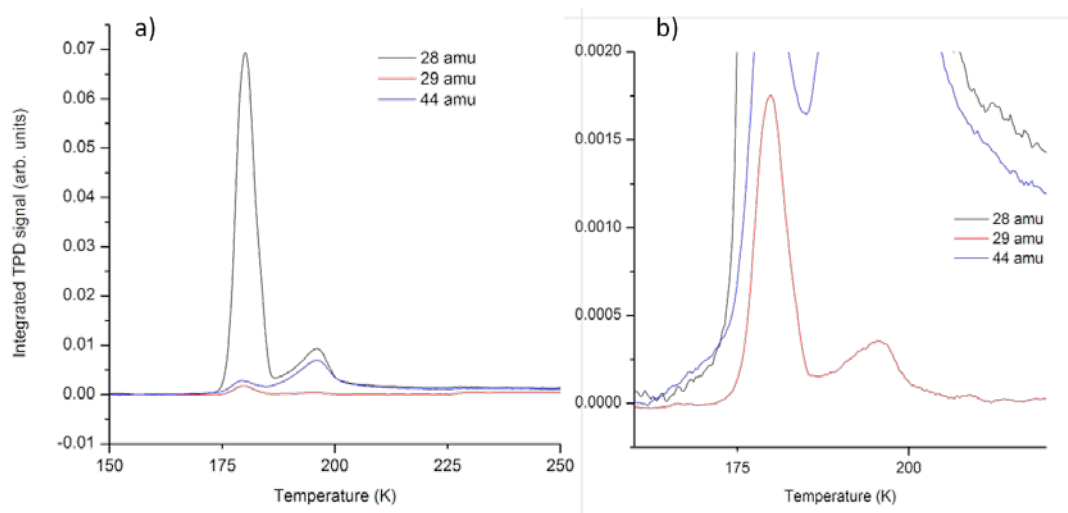 a)
Integrated TPD signal (arb. units)
0.07
0.06
0.05
0.04
0.03
0.02
0.01
0.00
-0.01
28 amu
29 amu
44 amu
150
175
200
225
250
Temperature (K)
b)
0.0020
0.0015
0.0010
0.0005
0.0000
28 amu
29 amu
44 amu
175
200
Temperature (K)